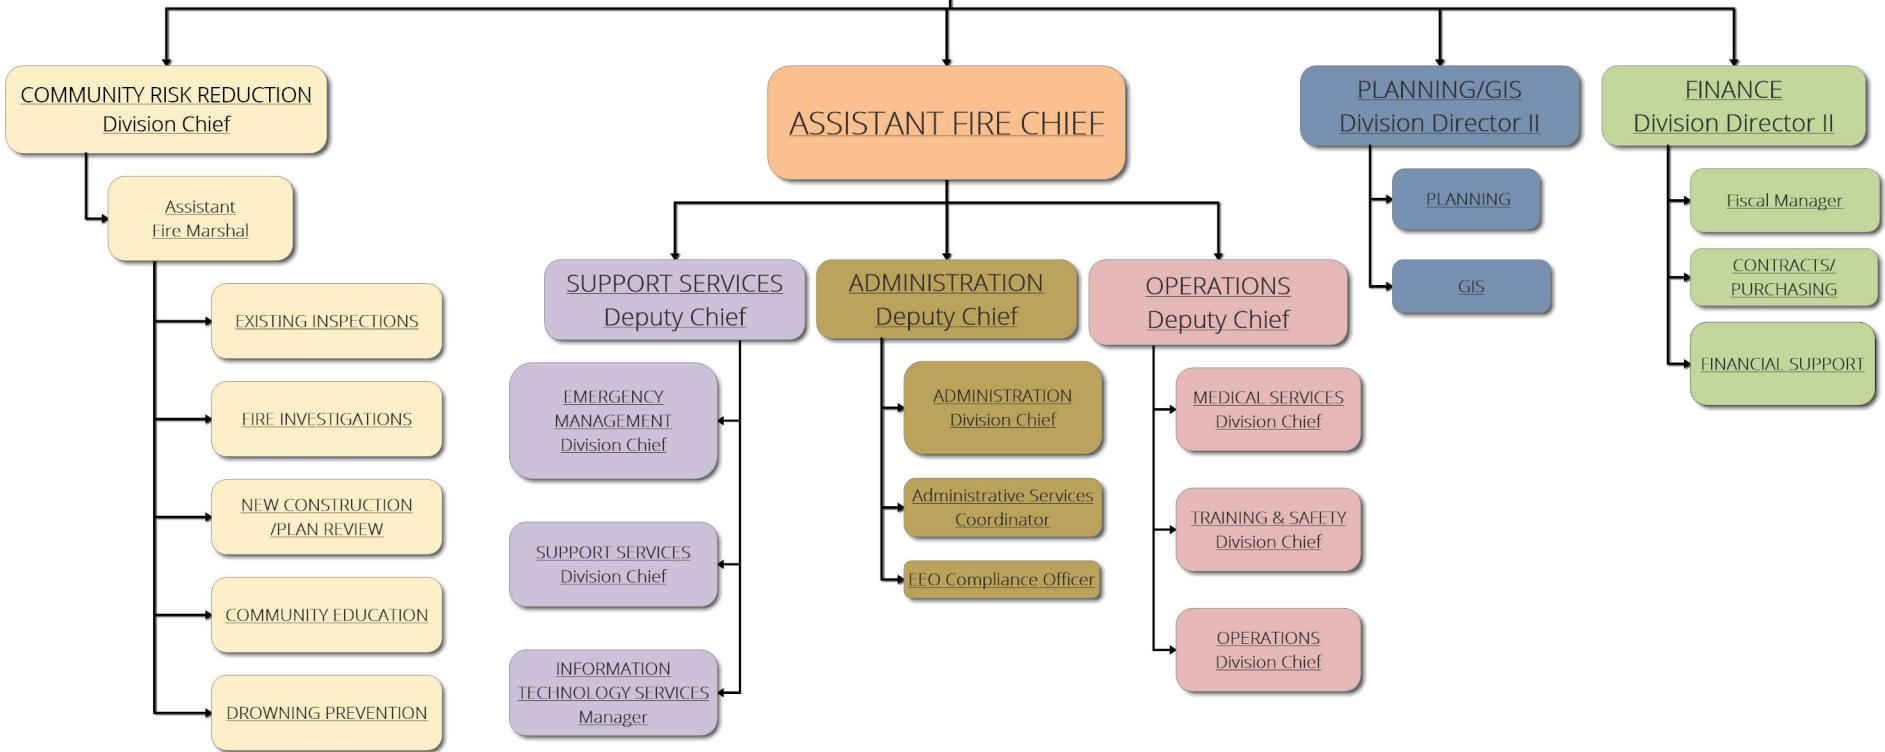 COMMUNITY RISK REDUCTION
Division Chief
Assistant
Fire Marshal
EXISTING INSPECTIONS
FIRE INVESTIGATIONS
NEW CONSTRUCTION
/PLAN REVIEW
COMMUNITY EDUCATION
DROWNING PREVENTION
ASSISTANT FIRE CHIEF
SUPPORT SERVICES
Deputy Chief
EMERGENCY
MANAGEMENT
Division Chief
SUPPORT SERVICES
Division Chief
INFORMATION
TECHNOLOGY SERVICES
Manager
ADMINISTRATION
Deputy Chief
ADMINISTRATION
Division Chief
Administrative Services
Coordinator
EEO Compliance Officer
OPERATIONS
Deputy Chief
MEDICAL SERVICES
Division Chief
TRAINING & SAFETY
Division Chief
OPERATIONS
Division Chief
PLANNING/GIS
Division Director II
PLANNING
GIS
FINANCE
Division Director II
Fiscal Manager
CONTRACTS/
PURCHASING
FINANCIAL SUPPORT